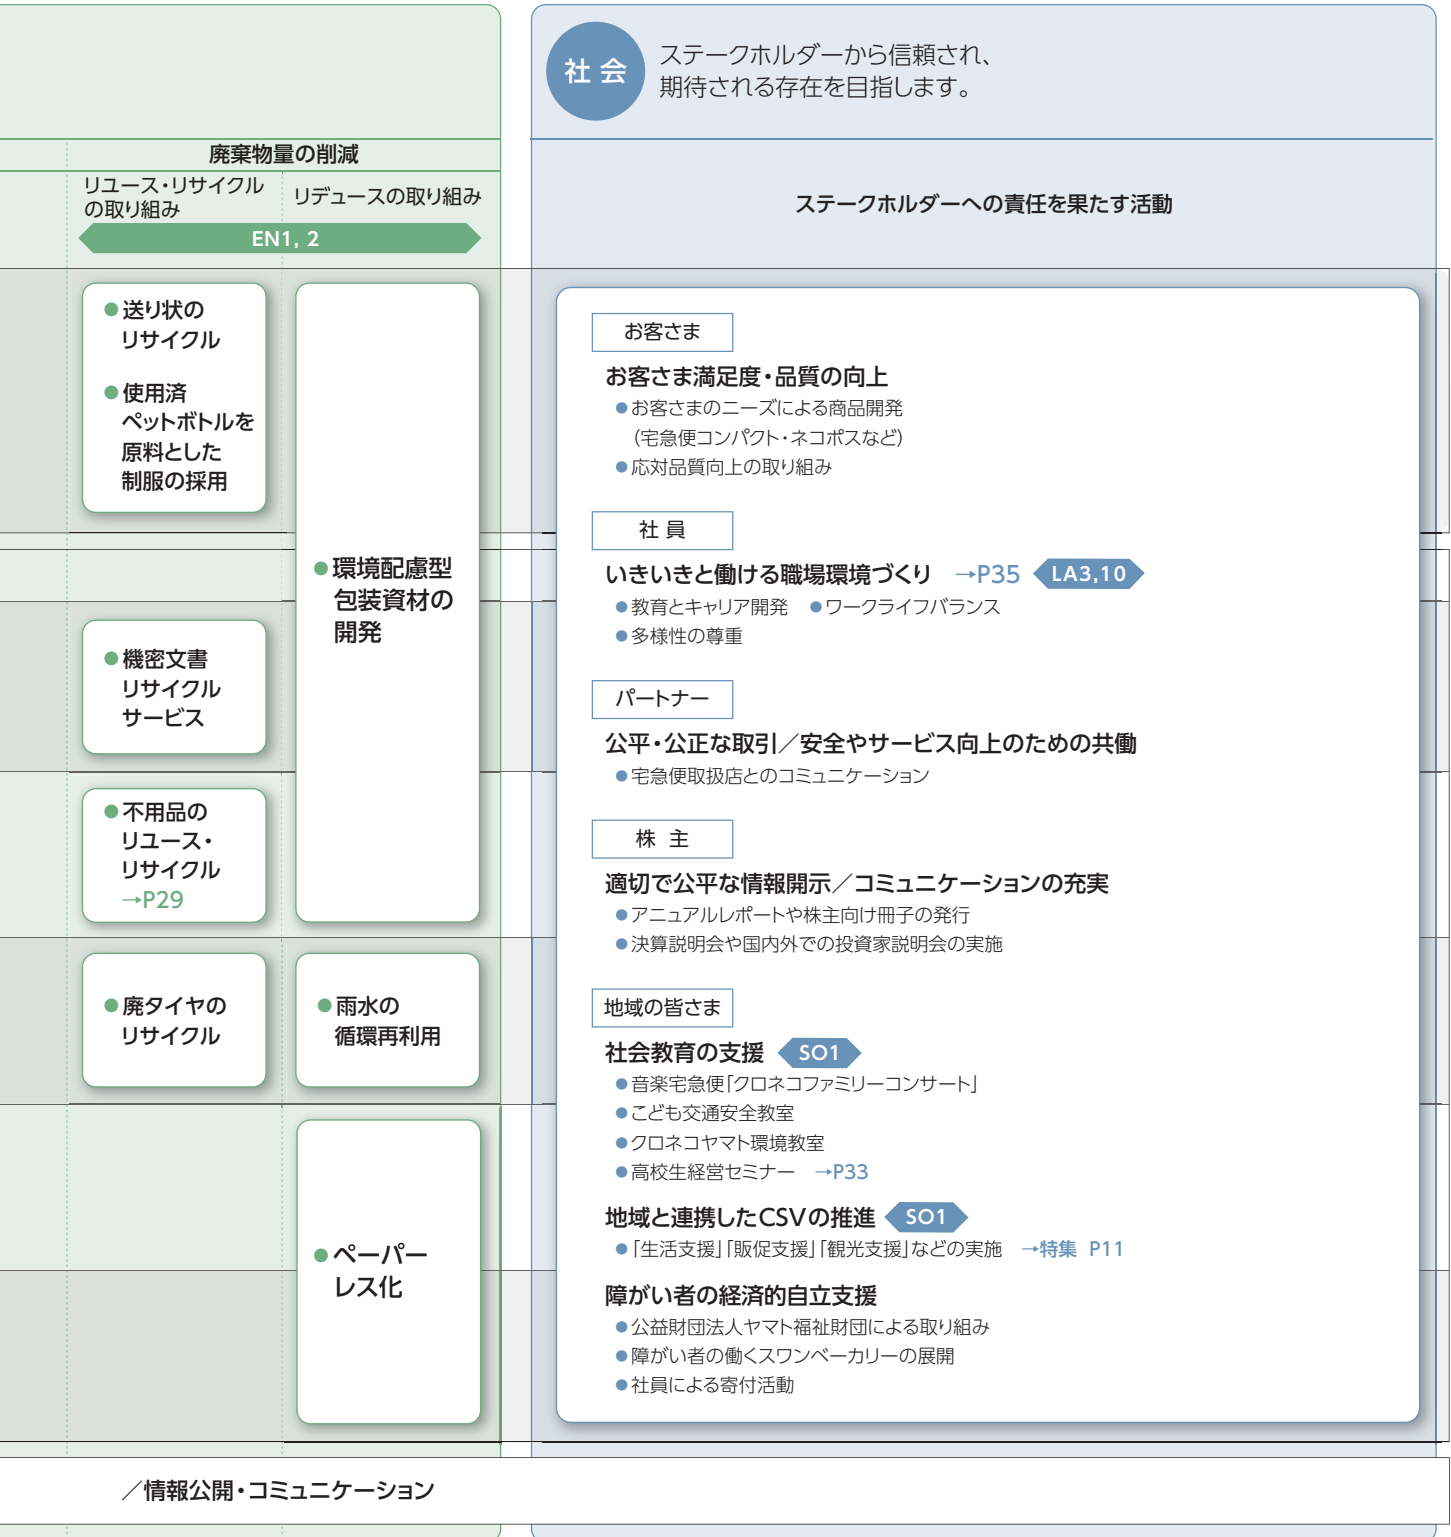 廃棄物量の削減
リユース・リサイクル
の取り組み
リデュースの取り組み
EN1, 2
●送り状の
リサイクル
●使用済
ペットボトルを
原料とした
制服の採用
●機密文書
リサイクル
サービス
●不用品の
リユース・
リサイクル
→P29
●廃タイヤの
リサイクル
●環境配慮型
包装資材の
開発
●雨水の
循環再利用
●ペーパー
レス化
社 会
ステークホルダーから信頼され、
期待される存在を目指します。
ステークホルダーへの責任を果たす活動
お客さま
お客さま満足度・品質の向上
●お客さまのニーズによる商品開発
(宅急便コンパクト・ネコポスなど)
●応対品質向上の取り組み
社 員
いきいきと働ける職場環境づくり →P35 LA3,10
●教育とキャリア開発 ●ワークライフバランス
●多様性の尊重
パートナー
公平・公正な取引／安全やサービス向上のための共働
●宅急便取扱店とのコミュニケーション
株 主
適切で公平な情報開示／コミュニケーションの充実
●アニュアルレポートや株主向け冊子の発行
●決算説明会や国内外での投資家説明会の実施
地域の皆さま
社会教育の支援 SO1
●音楽宅急便「クロネコファミリーコンサート」
●こども交通安全教室
●クロネコヤマト環境教室
●高校生経営セミナー →P33
地域と連携したCSVの推進 SO1
●「生活支援」「販促支援」「観光支援」などの実施 →特集 P11
障がい者の経済的自立支援
●公益財団法人ヤマト福祉財団による取り組み
●障がい者の働くスワンベーカリーの展開
●社員による寄付活動
／情報公開・コミュニケーション